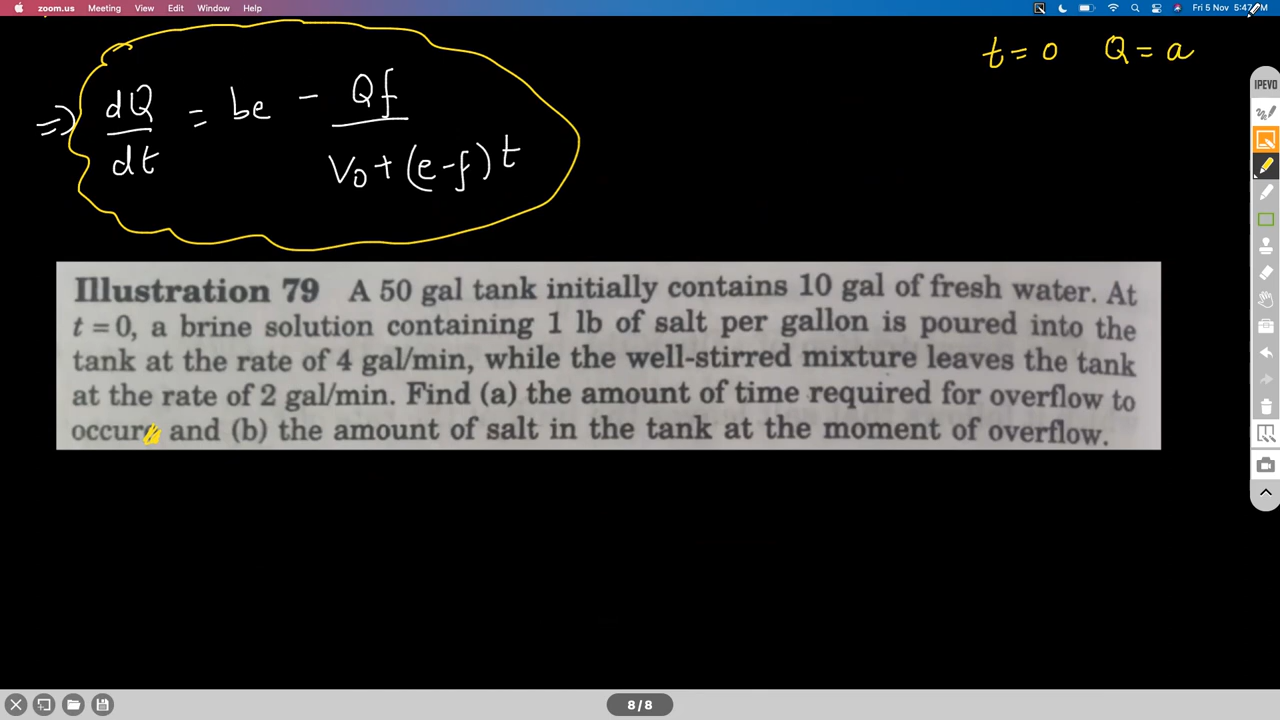 zoom.us Meeting View Edit Window Help
Fri 5 Nov 5:47
t = 0 Q = a
IPEVO
=> dQ/dt = be - Qf/(V0 + (e-f)t)
Illustration 79 A 50 gal tank initially contains 10 gal of fresh water. At
t = 0, a brine solution containing 1 lb of salt per gallon is poured into the
tank at the rate of 4 gal/min, while the well-stirred mixture leaves the tank
at the rate of 2 gal/min. Find (a) the amount of time required for overflow to
occur, and (b) the amount of salt in the tank at the moment of overflow.
8 / 8